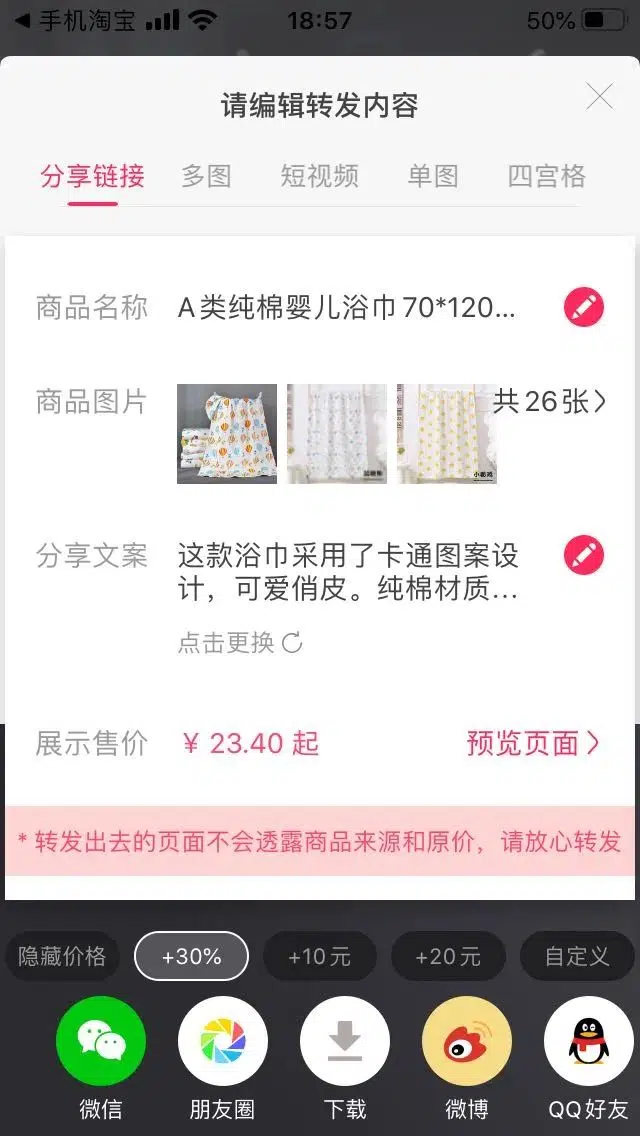 手机淘宝
18:57
50%
请编辑转发内容
分享链接
多图
短视频
单图
四宫格
商品名称
A类纯棉婴儿浴巾70*120...
商品图片
小萌鸡
共26张
分享文案
这款浴巾采用了卡通图案设
计，可爱俏皮。纯棉材质...
点击更换
展示售价
￥ 23.40 起
预览页面
* 转发出去的页面不会透露商品来源和原价，请放心转发
隐藏价格
+30%
+10元
+20元
自定义
微信
朋友圈
下载
微博
QQ好友